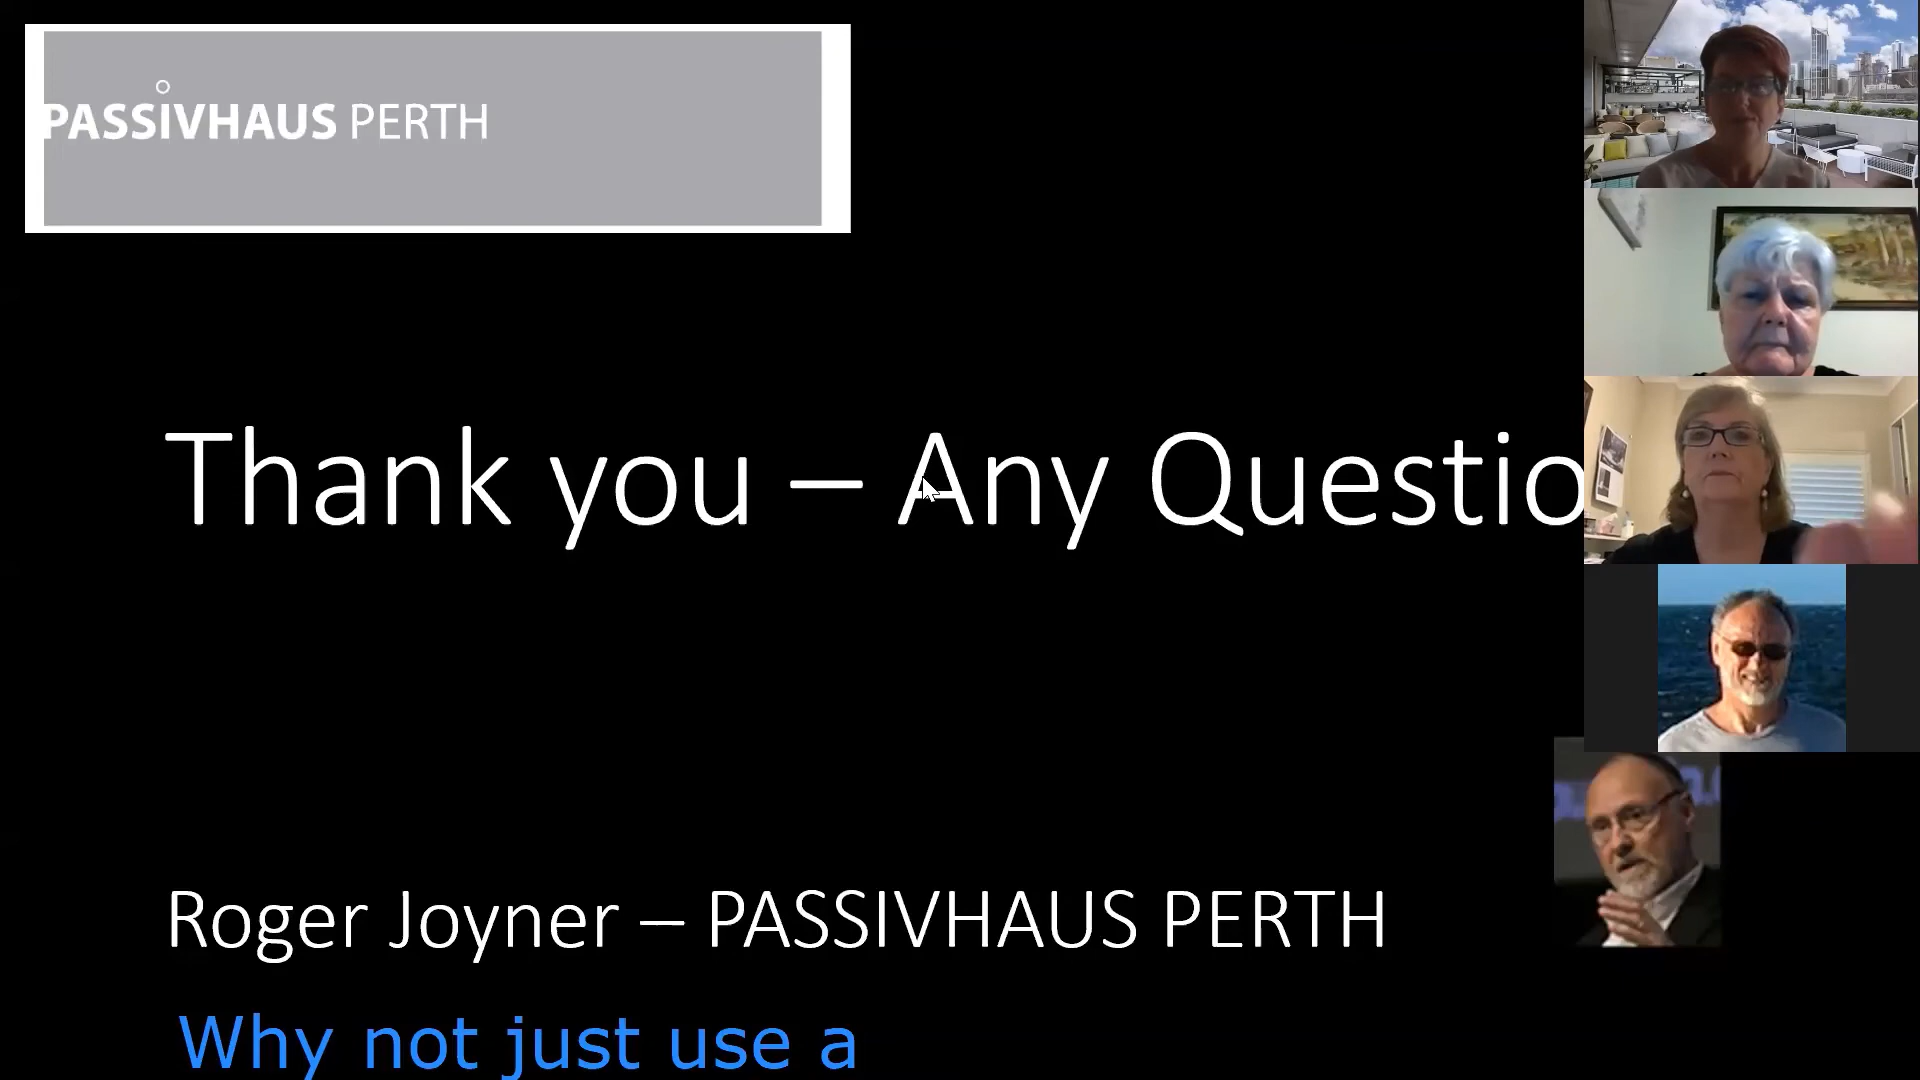 PASSIVHAUS PERTH
Thank you – Any Questio
Roger Joyner – PASSIVHAUS PERTH
Why not just use a